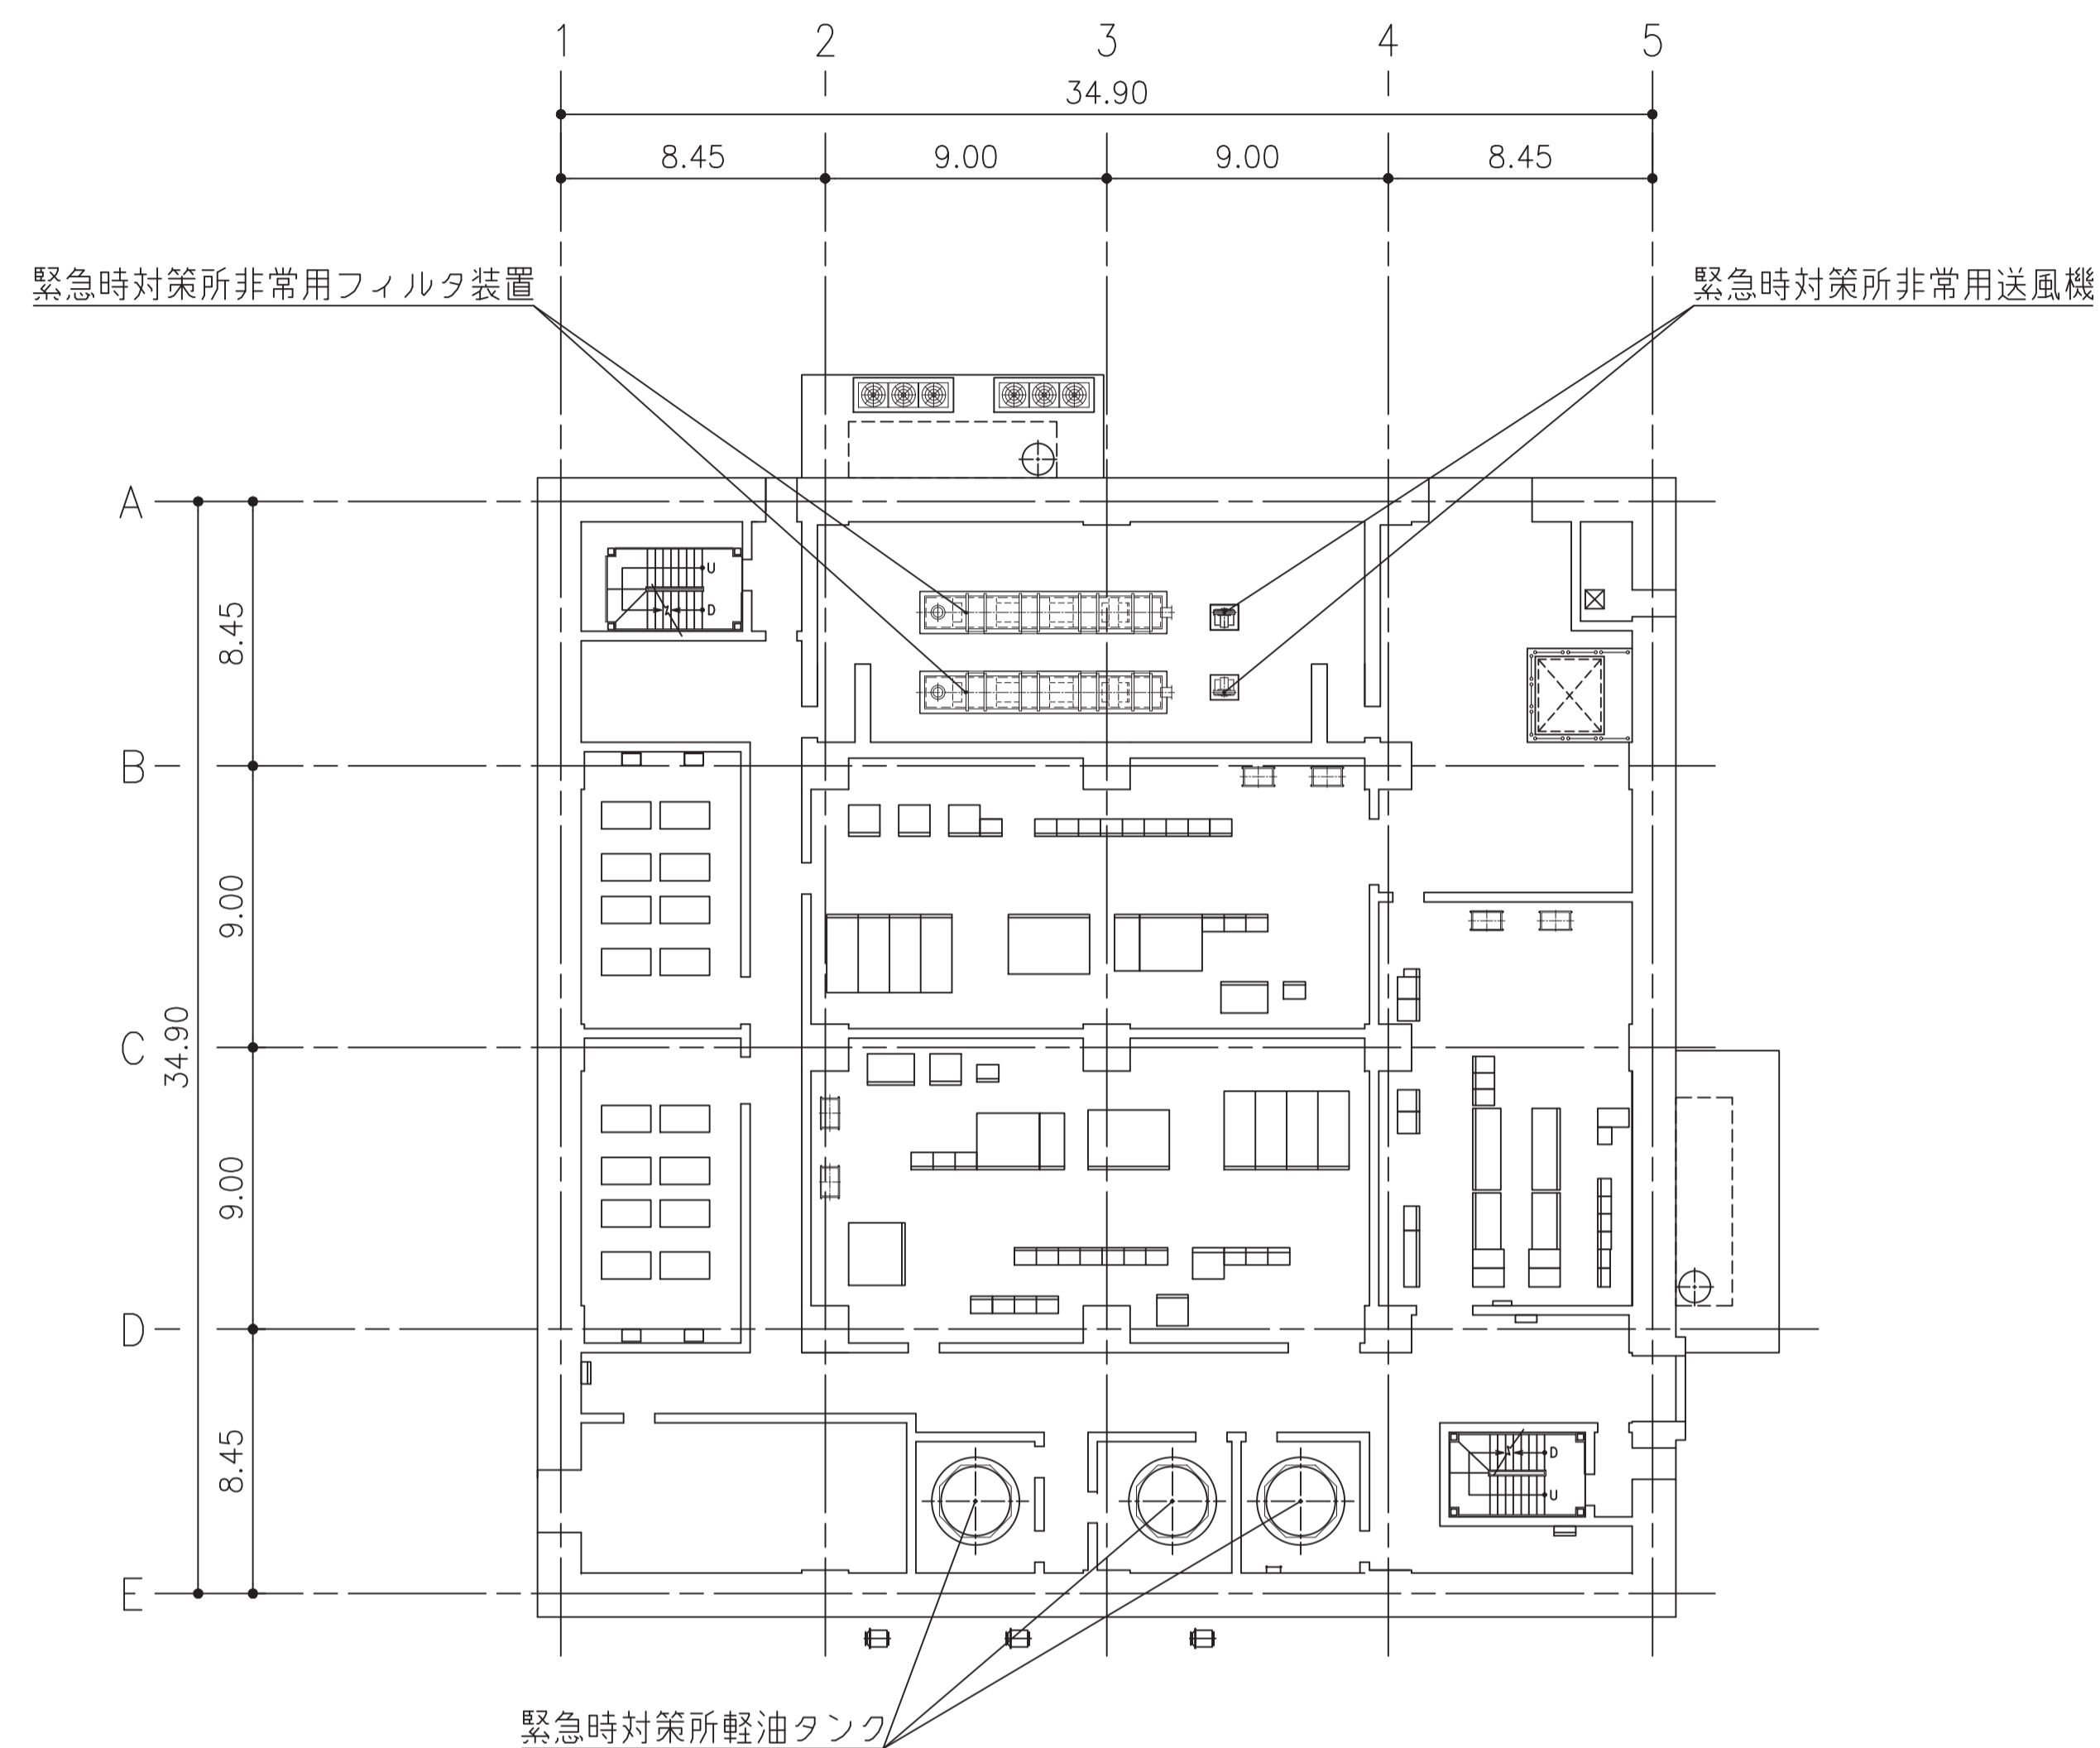 1 2 3 4 5
34.90
8.45 9.00 9.00 8.45
緊急時対策所非常用フィルタ装置
緊急時対策所非常用送風機
A
U
D
8.45
B
9.00
C
34.90
9.00
D
8.45
D
U
E
緊急時対策所軽油タンク